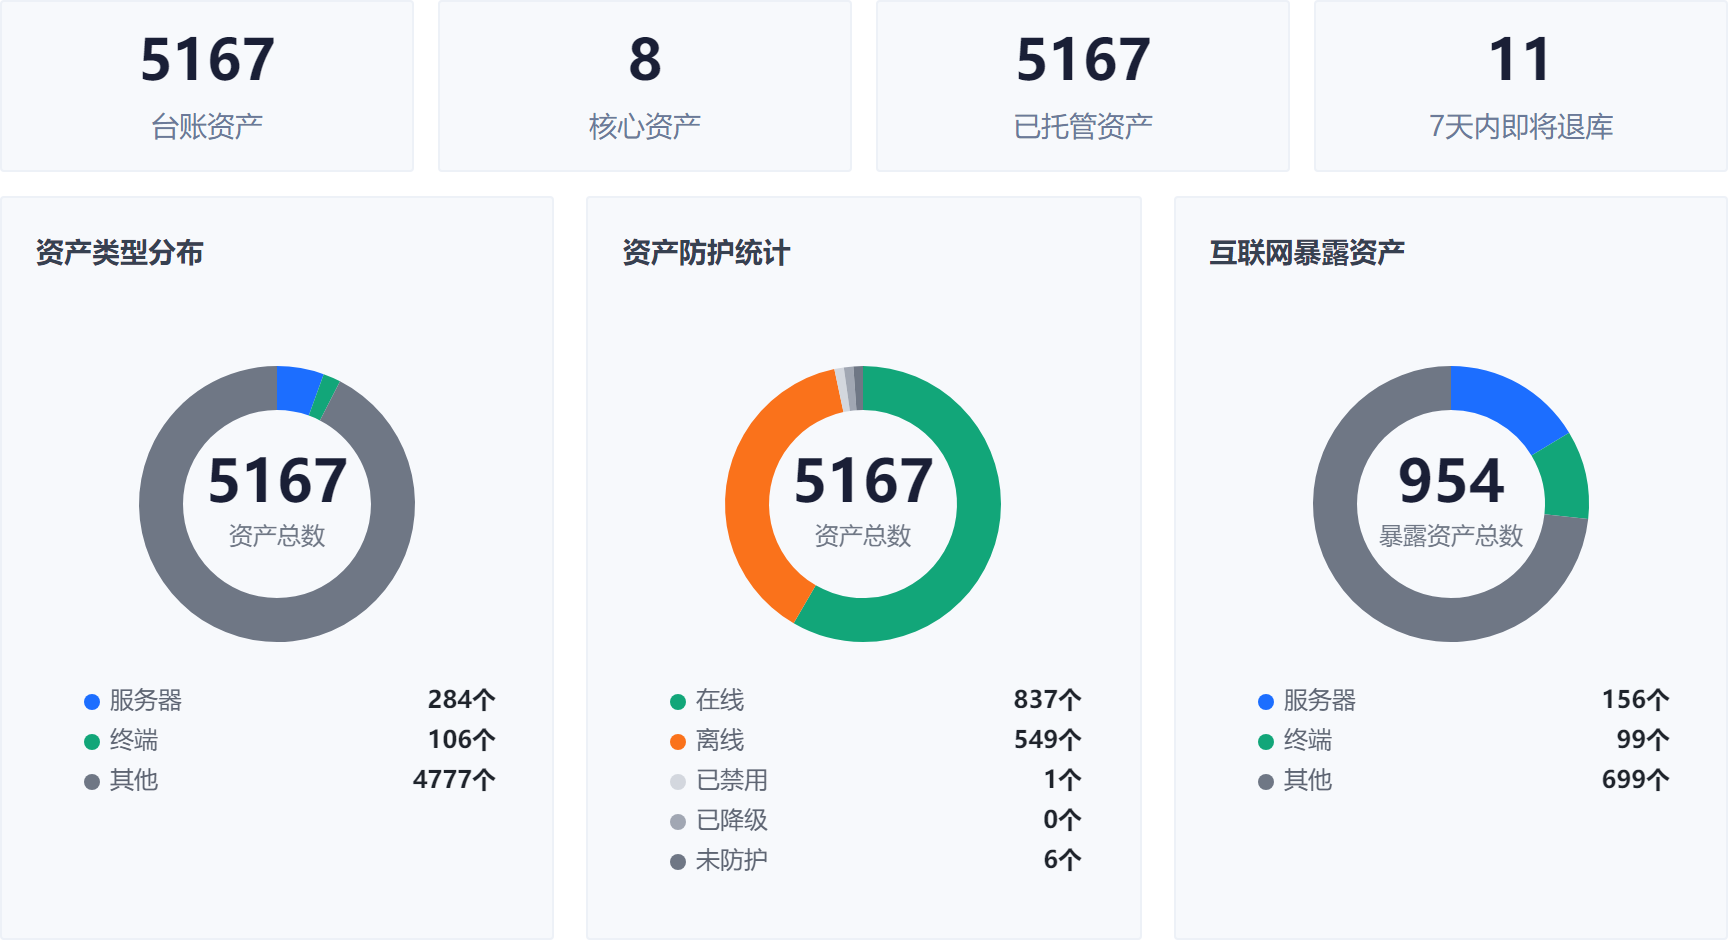 5167
台账资产
8
核心资产
5167
已托管资产
11
7天内即将退库
资产类型分布
5167
资产总数
服务器 284个
终端 106个
其他 4777个
资产防护统计
5167
资产总数
在线 837个
离线 549个
已禁用 1个
已降级 0个
未防护 6个
互联网暴露资产
954
暴露资产总数
服务器 156个
终端 99个
其他 699个